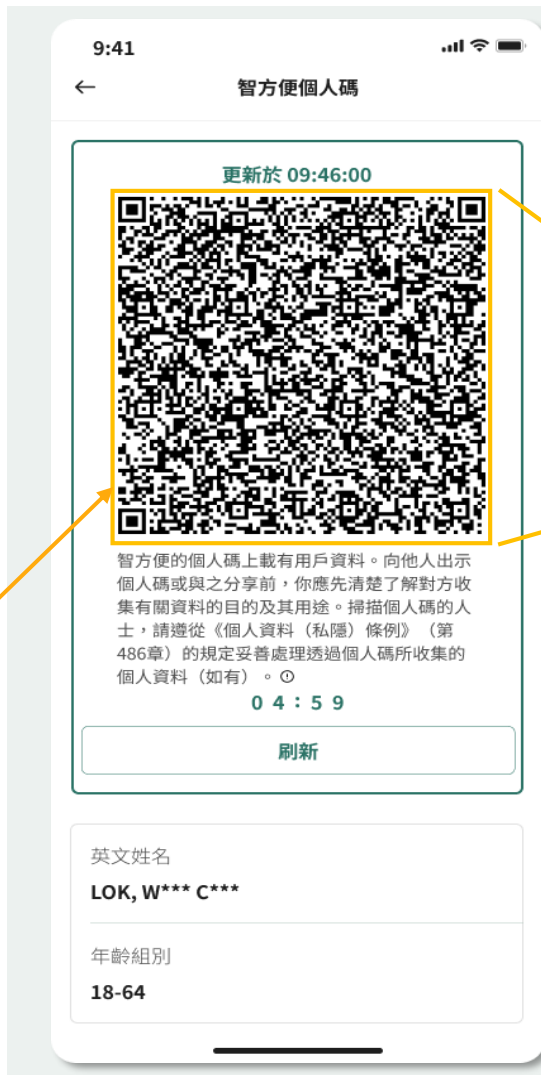 9:41
智方便個人碼
更新於 09:46:00
智方便的個人碼上載有用戶資料。向他人出示
個人碼或與之分享前，你應先清楚了解對方收
集有關資料的目的及其用途。掃描個人碼的人
士，請遵從《個人資料（私隱）條例》（第
486章）的規定妥善處理透過個人碼所收集的
個人資料（如有）。
04:59
刷新
英文姓名
LOK, W*** C***
年齡組別
18-64